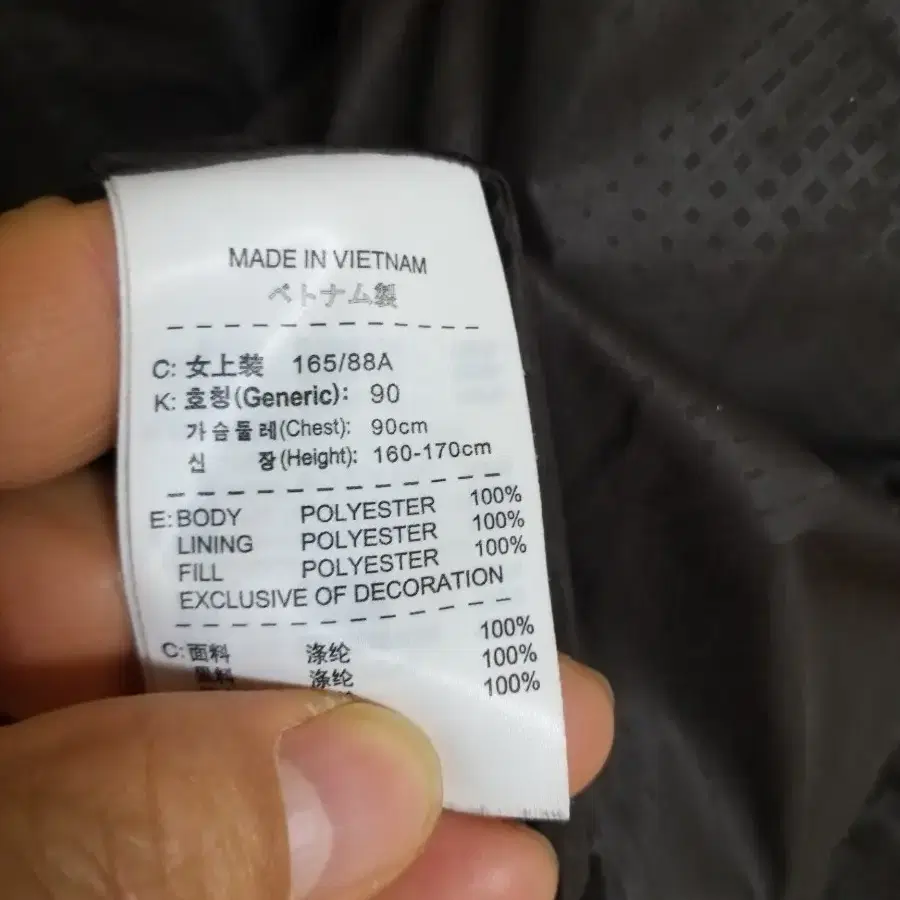 MADE IN VIETNAM
ベトナム製
C: 女上装 165/88A
K: 호칭(Generic): 90
가슴둘레(Chest): 90cm
신 장(Height): 160-170cm
E: BODY POLYESTER 100%
LINING POLYESTER 100%
FILL POLYESTER 100%
EXCLUSIVE OF DECORATION
C: 面料 涤纶 100%
里料 涤纶 100%
100%